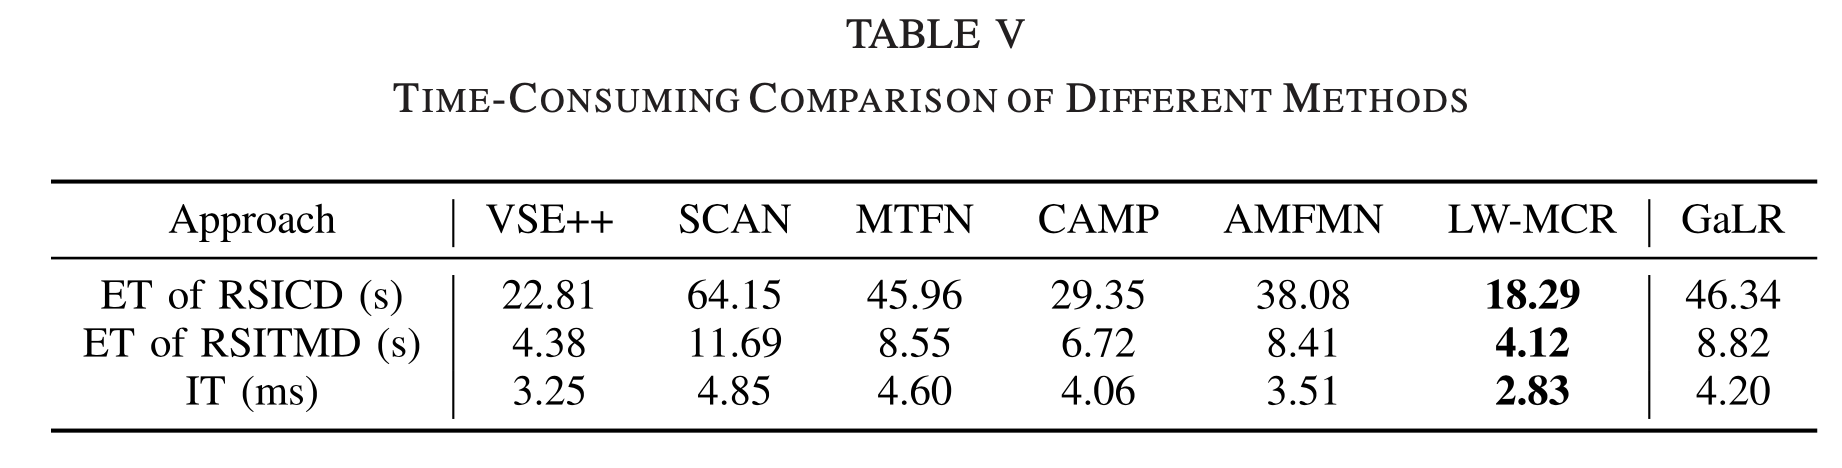 TABLE V
TIME-CONSUMING COMPARISON OF DIFFERENT METHODS
Approach VSE++ SCAN MTFN CAMP AMFMN LW-MCR GaLR
ET of RSICD (s) 22.81 64.15 45.96 29.35 38.08 18.29 46.34
ET of RSITMD (s) 4.38 11.69 8.55 6.72 8.41 4.12 8.82
IT (ms) 3.25 4.85 4.60 4.06 3.51 2.83 4.20